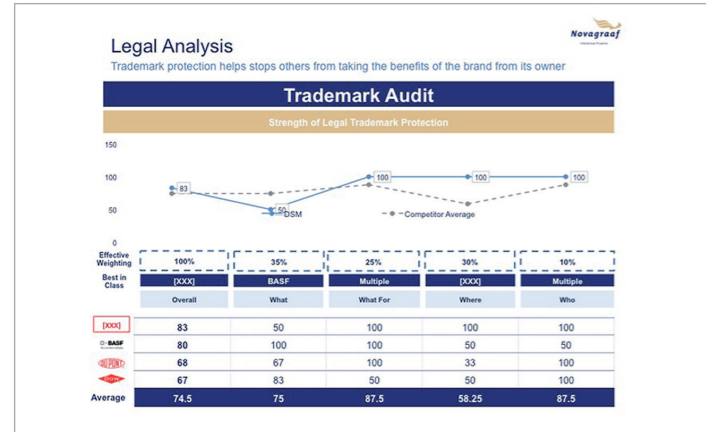 Novagraaf
Legal Analysis
Trademark protection helps stops others from taking the benefits of the brand from its owner
Trademark Audit
Strength of Legal Trademark Protection
150
100
50
0
83
50
100
100
100
DSM
Competitor Average
Effective Weighting
100%
35%
25%
30%
10%
Best in Class
[XXX]
BASF
Multiple
[XXX]
Multiple
Overall
What
What For
Where
Who
[XXX] 83 50 100 100 100
BASF 80 100 100 50 50
DUPONT 68 67 100 33 100
DOW 67 83 50 50 100
Average 74.5 75 87.5 58.25 87.5